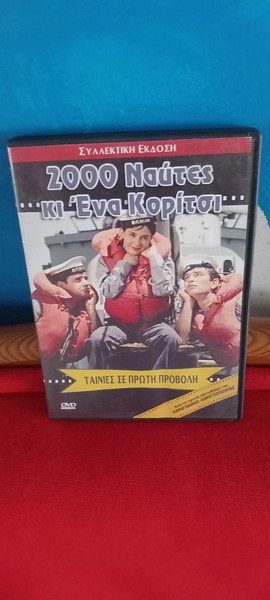 ΣΥΛΛΕΚΤΙΚΗ ΕΚΔΟΣΗ
2000 Ναύτες
κι Ένα Κορίτσι
ΤΑΙΝΙΕΣ ΣΕ ΠΡΩΤΗ ΠΡΟΒΟΛΗ
DVD